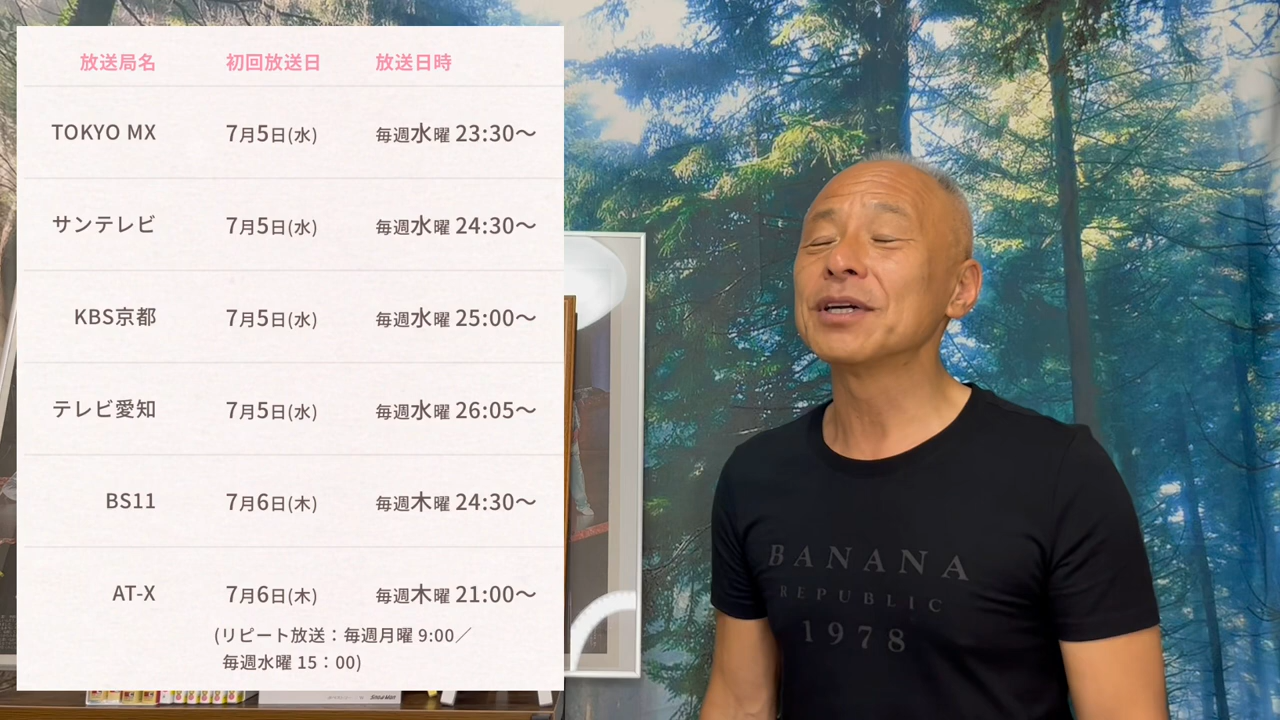 放送局名 初回放送日 放送日時
TOKYO MX 7月5日(水) 毎週水曜 23:30〜
サンテレビ 7月5日(水) 毎週水曜 24:30〜
KBS京都 7月5日(水) 毎週水曜 25:00〜
テレビ愛知 7月5日(水) 毎週水曜 26:05〜
BS11 7月6日(木) 毎週木曜 24:30〜
AT-X 7月6日(木) 毎週木曜 21:00〜
(リピート放送：毎週月曜 9:00／
毎週水曜 15：00)
BANANA
REPUBLIC
1978
Snow Man